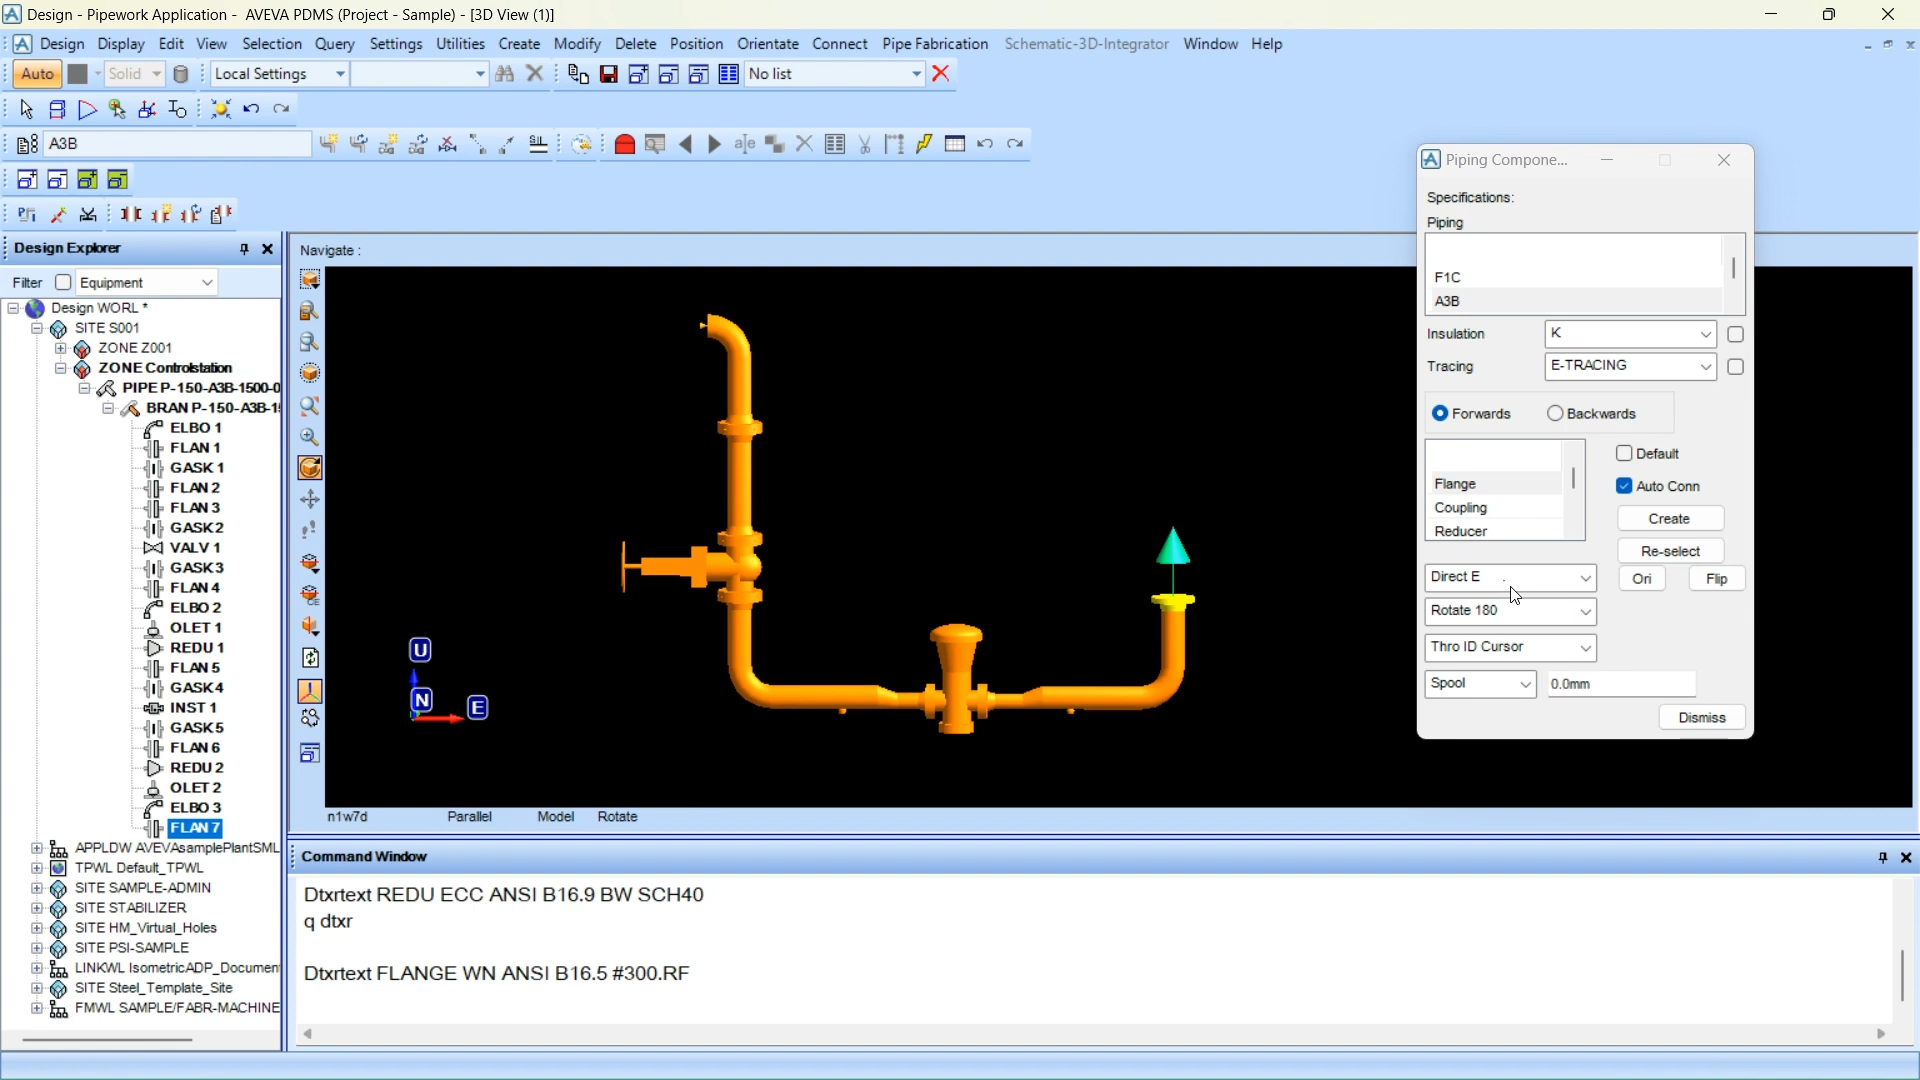 Design - Pipework Application - AVEVA PDMS (Project - Sample) - [3D View (1)]
Design Display Edit View Selection Query Settings Utilities Create Modify Delete Position Orientate Connect Pipe Fabrication Schematic-3D-Integrator Window Help
Auto Solid Local Settings No list
A3B
Design Explorer
Filter Equipment
Design WORL *
SITE S001
ZONE Z001
ZONE Controlstation
PIPE P-150-A3B-1500-0
BRAN P-150-A3B-1
ELBO 1
FLAN 1
GASK 1
FLAN 2
FLAN 3
GASK 2
VALV 1
GASK 3
FLAN 4
ELBO 2
OLET 1
REDU 1
FLAN 5
GASK 4
INST 1
GASK 5
FLAN 6
REDU 2
OLET 2
ELBO 3
FLAN 7
APPLDW AVEVAsamplePlantSML
TPWL Default_TPWL
SITE SAMPLE-ADMIN
SITE STABILIZER
SITE HM_Virtual_Holes
SITE PSI-SAMPLE
LINKWL IsometricADP_Document
SITE Steel_Template_Site
FMWL SAMPLE/FABR-MACHINE
Navigate :
U
N
E
n1w7d Parallel Model Rotate
Command Window
Dtxrtext REDU ECC ANSI B16.9 BW SCH40
q dtxr
Dtxrtext FLANGE WN ANSI B16.5 #300.RF
Piping Compone...
Specifications:
Piping
F1C
A3B
Insulation K
Tracing E-TRACING
Forwards Backwards
Flange
Coupling
Reducer
Default
Auto Conn
Create
Re-select
Direct E
Ori Flip
Rotate 180
Thro ID Cursor
Spool 0.0mm
Dismiss